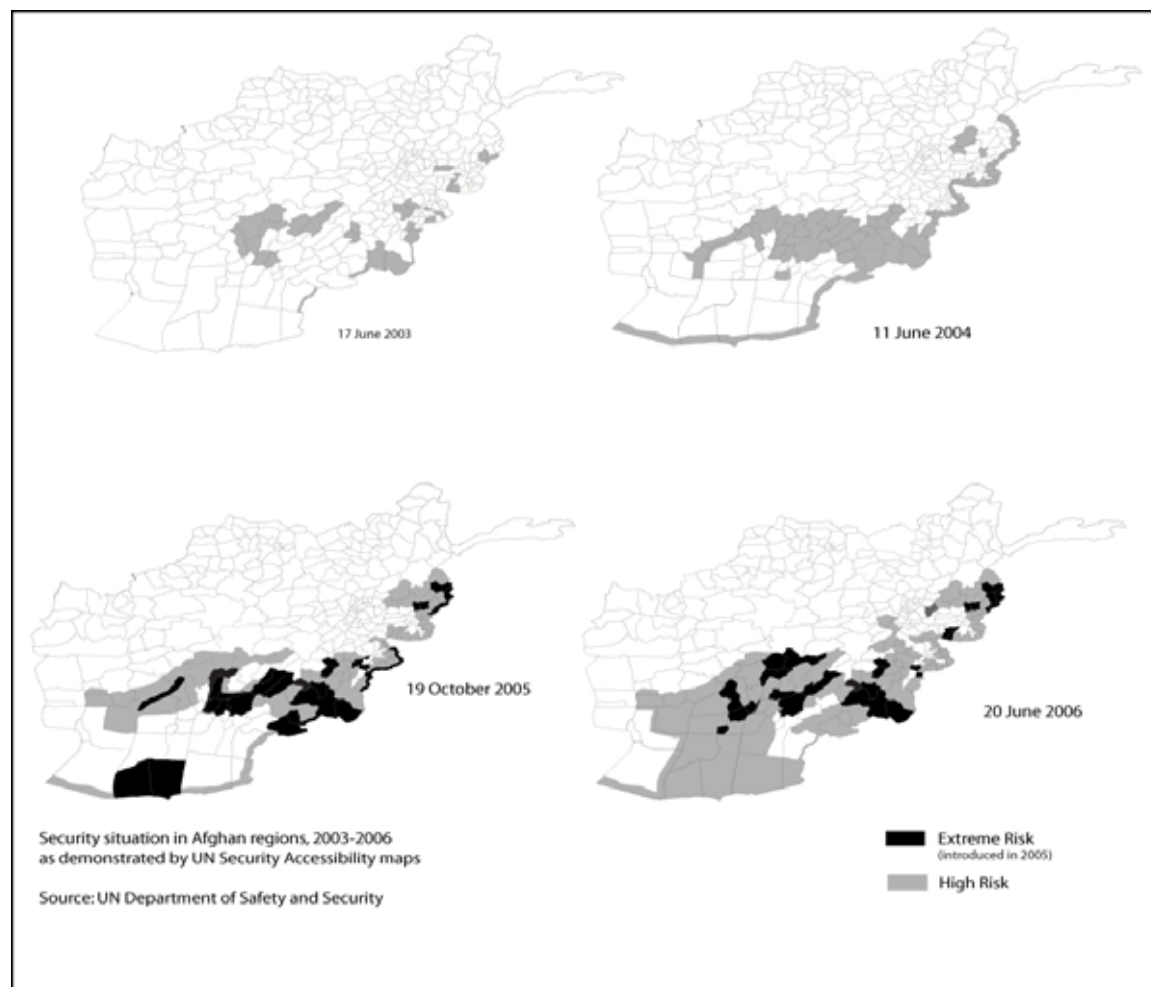 17 June 2003
11 June 2004
19 October 2005
20 June 2006
Security situation in Afghan regions, 2003-2006
as demonstrated by UN Security Accessibility maps
Source: UN Department of Safety and Security
Extreme Risk
(introduced in 2005)
High Risk